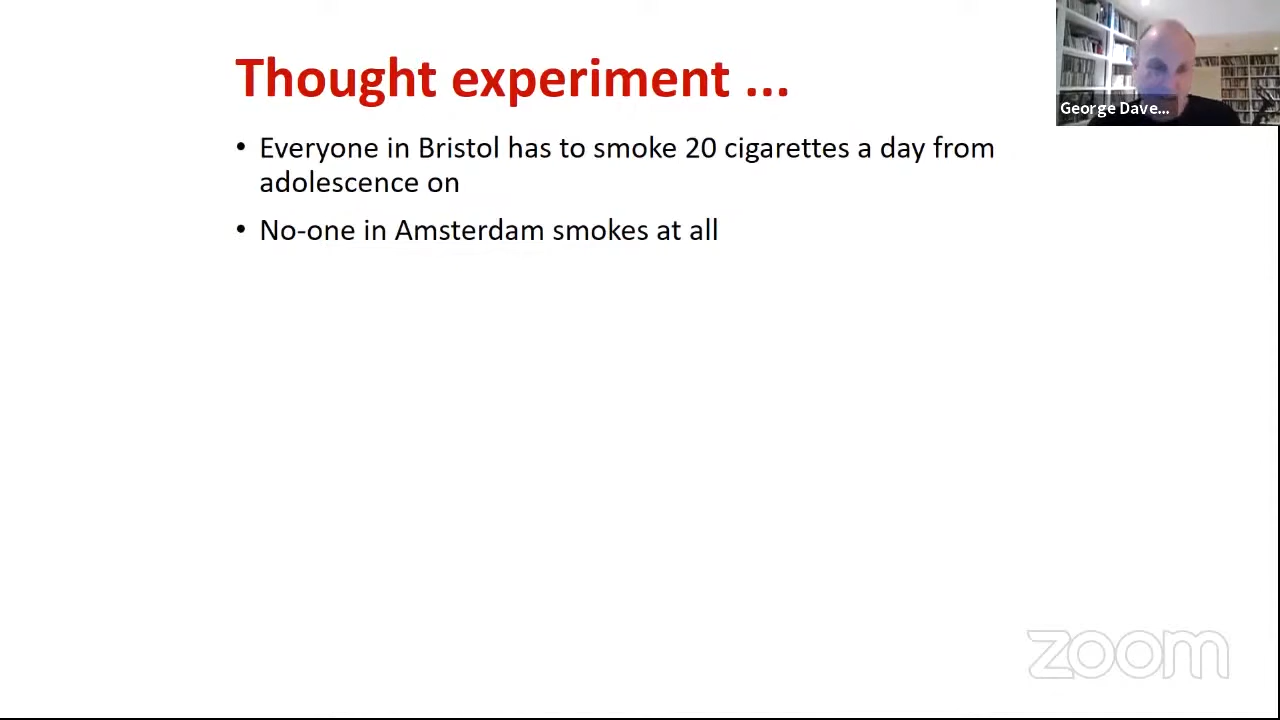 Thought experiment ...
George Dave...
• Everyone in Bristol has to smoke 20 cigarettes a day from
adolescence on
• No-one in Amsterdam smokes at all
zoom